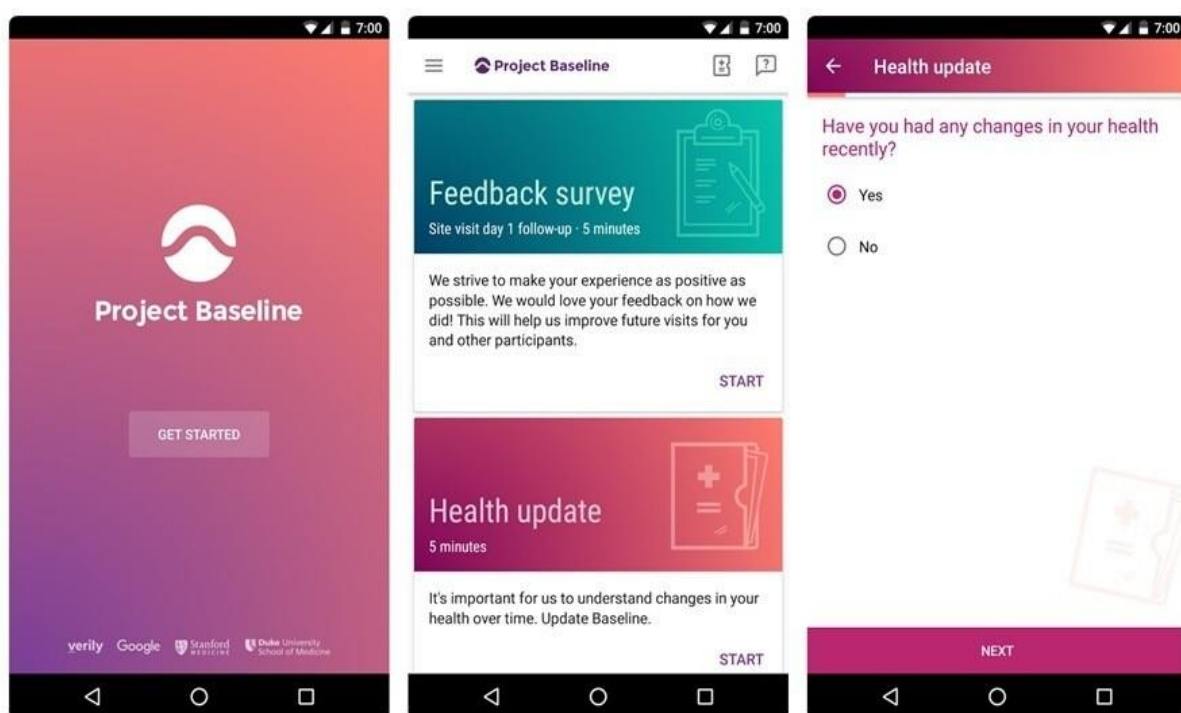 7:00
Project Baseline
GET STARTED
verily Google Stanford MEDICINE Duke University School of Medicine
7:00
Project Baseline
Feedback survey
Site visit day 1 follow-up · 5 minutes
We strive to make your experience as positive as
possible. We would love your feedback on how we
did! This will help us improve future visits for you
and other participants.
START
Health update
5 minutes
It's important for us to understand changes in your
health over time. Update Baseline.
START
7:00
Health update
Have you had any changes in your health
recently?
Yes
No
NEXT